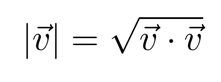 |v⃗| = √(v⃗ · v⃗)